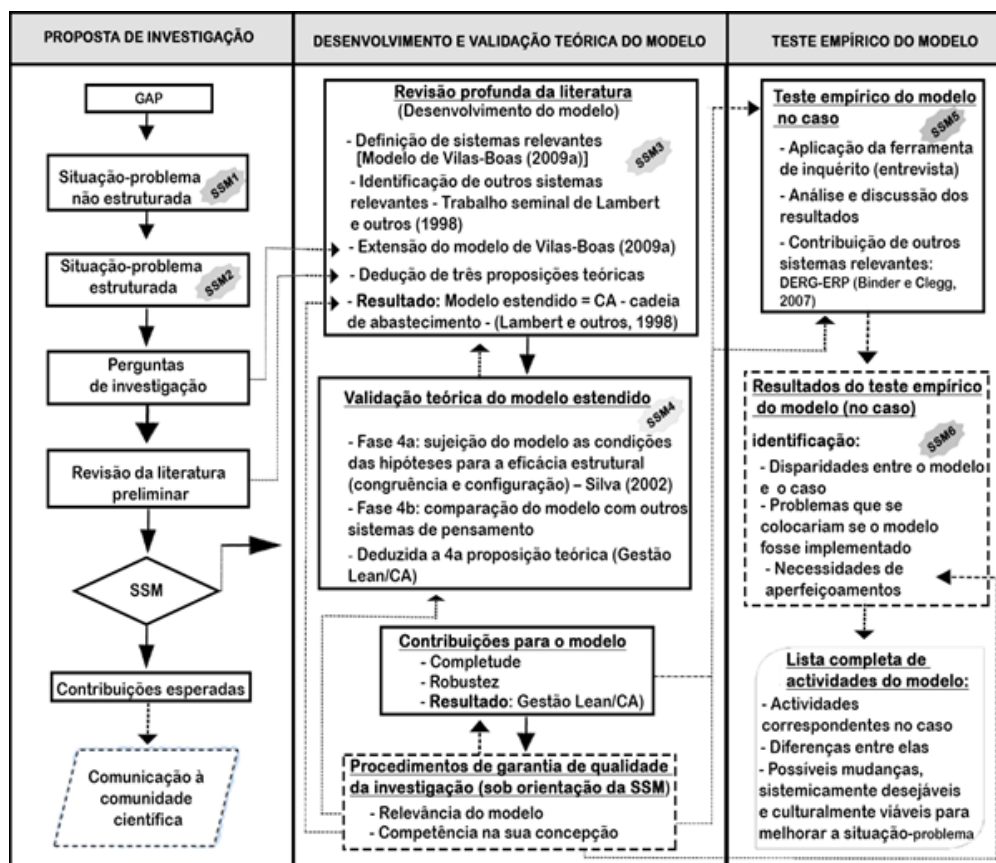 PROPOSTA DE INVESTIGAÇÃO
GAP
Situação-problema
não estruturada
SSM1
Situação-problema
estruturada
SSM2
Perguntas
de investigação
Revisão da literatura
preliminar
SSM
Contribuições esperadas
Comunicação à
comunidade
científica
DESENVOLVIMENTO E VALIDAÇÃO TEÓRICA DO MODELO
Revisão profunda da literatura
(Desenvolvimento do modelo)
- Definição de sistemas relevantes
[Modelo de Vilas-Boas (2009a)]
SSM3
- Identificação de outros sistemas
relevantes - Trabalho seminal de Lambert
e outros (1998)
- Extensão do modelo de Vilas-Boas (2009a)
- Dedução de três proposições teóricas
- Resultado: Modelo estendido = CA - cadeia
de abastecimento - (Lambert e outros, 1998)
Validação teórica do modelo estendido
SSM4
- Fase 4a: sujeição do modelo as condições
das hipóteses para a eficácia estrutural
(congruência e configuração) – Silva (2002)
- Fase 4b: comparação do modelo com outros
sistemas de pensamento
- Deduzida a 4a proposição teórica (Gestão
Lean/CA)
Contribuições para o modelo
- Completude
- Robustez
- Resultado: Gestão Lean/CA)
Procedimentos de garantia de qualidade
da investigação (sob orientação da SSM)
- Relevância do modelo
- Competência na sua concepção
TESTE EMPÍRICO DO MODELO
Teste empírico do modelo
no caso
SSM5
- Aplicação da ferramenta
de inquérito (entrevista)
- Análise e discussão dos
resultados
- Contribuição de outros
sistemas relevantes:
DERG-ERP (Binder e Clegg,
2007)
Resultados do teste empírico
do modelo (no caso)
SSM6
identificação:
- Disparidades entre o modelo
e o caso
- Problemas que se
colocariam se o modelo
fosse implementado
- Necessidades de
aperfeiçoamentos
Lista completa de
actividades do modelo:
- Actividades
correspondentes no caso
- Diferenças entre elas
- Possíveis mudanças,
sistemicamente desejáveis
e culturalmente viáveis para
melhorar a situação-problema